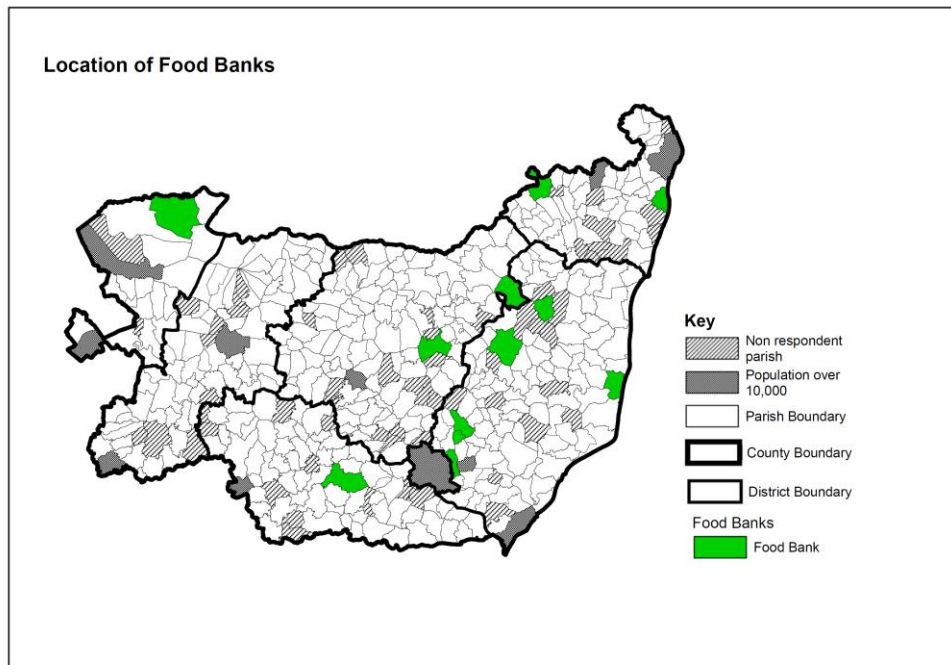 Location of Food Banks
Key
Non respondent
parish
Population over
10,000
Parish Boundary
County Boundary
District Boundary
Food Banks
Food Bank